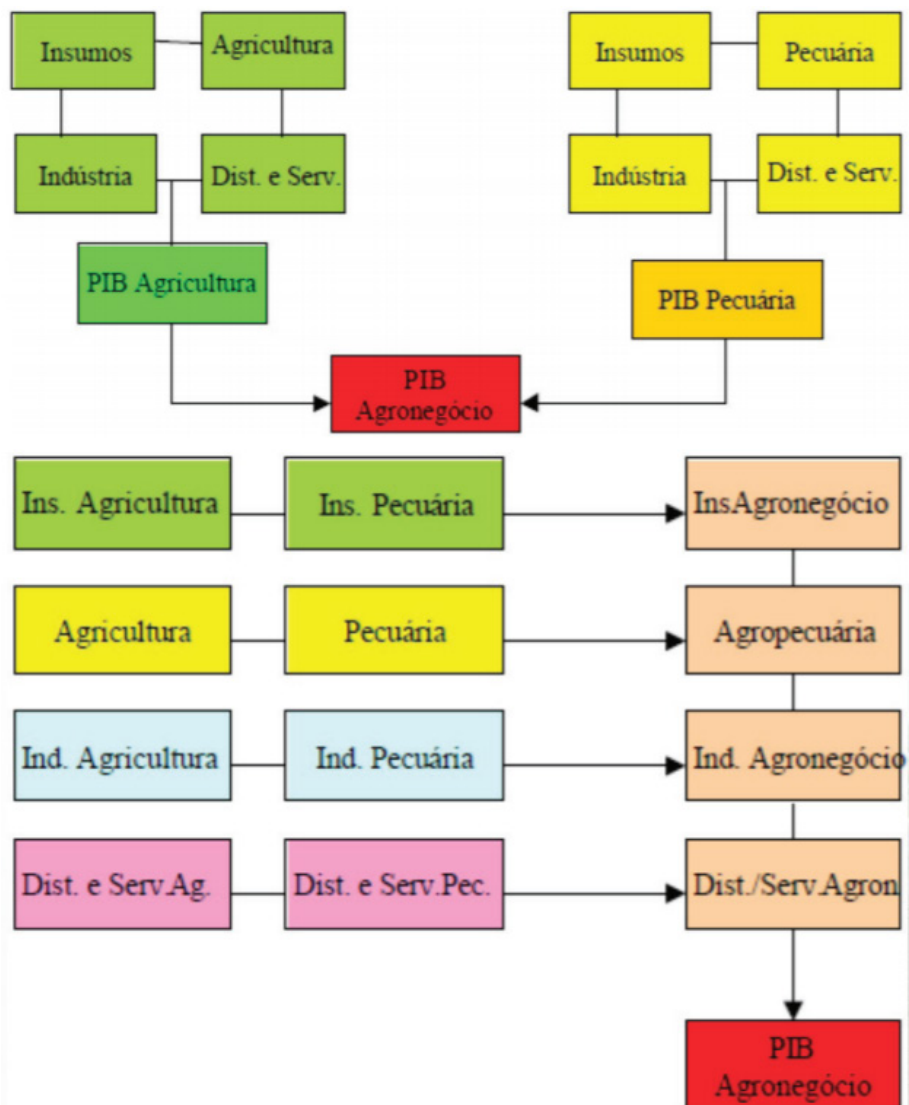 Insumos
Agricultura
Insumos
Pecuária
Indústria
Dist. e Serv.
Indústria
Dist. e Serv.
PIB Agricultura
PIB Pecuária
PIB
Agronegócio
Ins. Agricultura
Ins. Pecuária
InsAgronegócio
Agricultura
Pecuária
Agropecuária
Ind. Agricultura
Ind. Pecuária
Ind. Agronegócio
Dist. e Serv.Ag.
Dist. e Serv.Pec.
Dist./Serv.Agron
PIB
Agronegócio